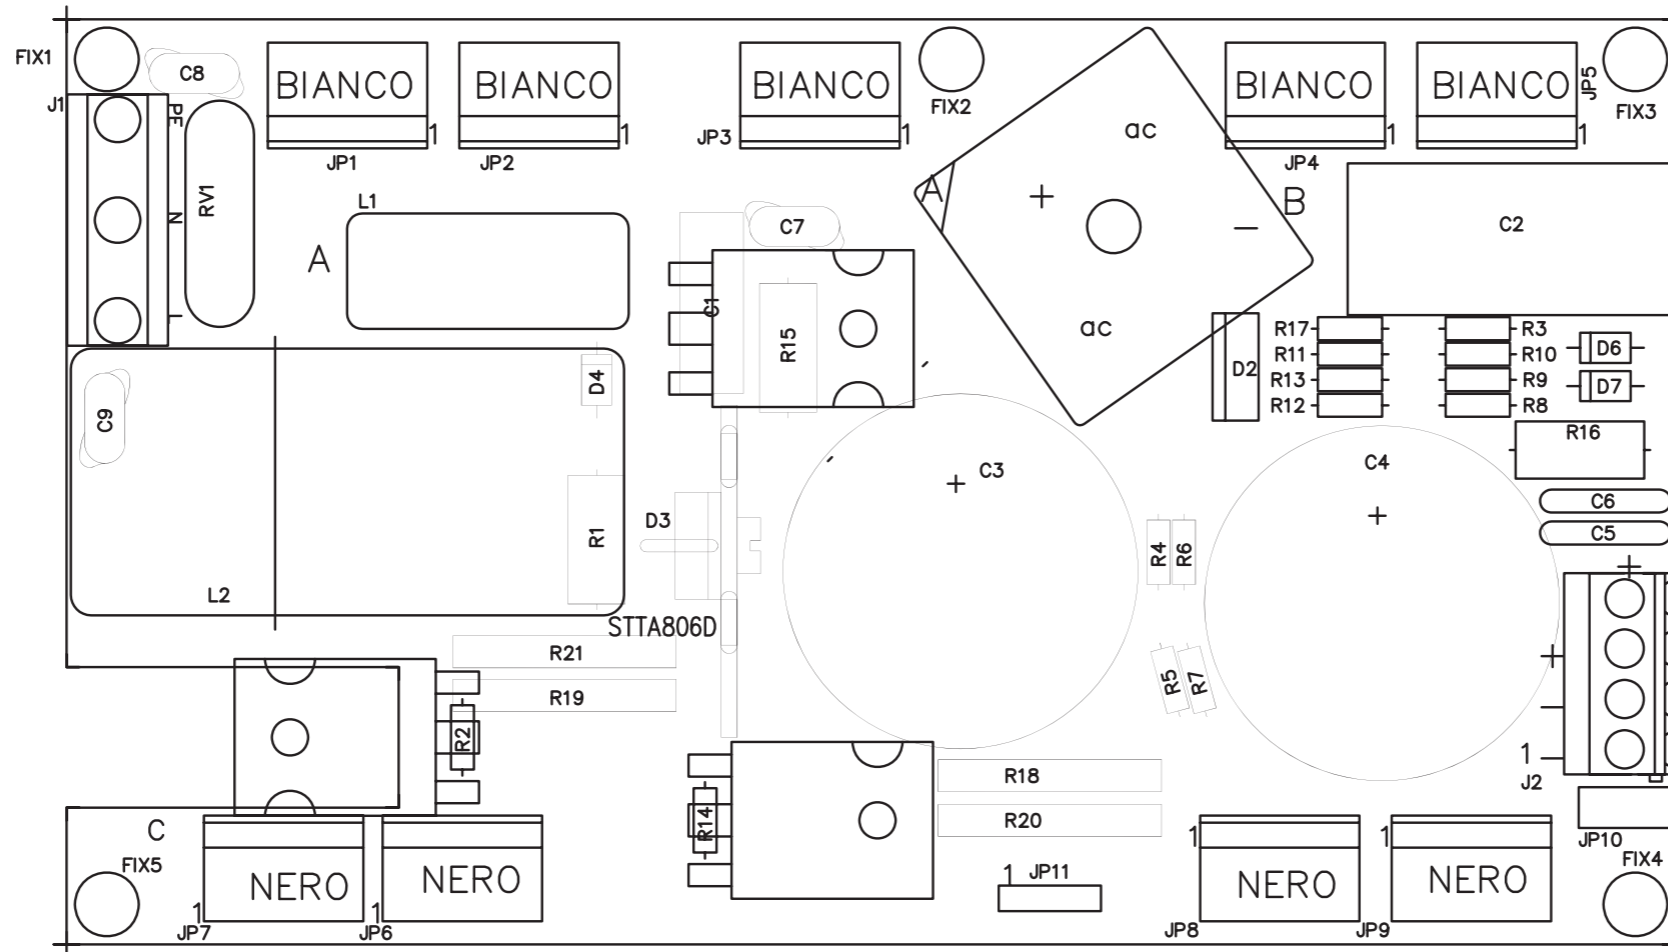 FIX1
C8
BIANCO
BIANCO
BIANCO
FIX2
BIANCO
BIANCO
JP5
FIX3
J1
PE
1
1
JP3
1
ac
1
1
JP1
JP2
JP4
RV1
L1
N
A
A
+
B
C7
C2
−
A
L
C1
R15
ac
R17
R3
D4
D2
R11
R10
D6
R13
R9
D7
R12
R8
C9
R16
C3
+
C4
+
C6
D3
R1
R4
R6
C5
+
L2
STTA806D
R21
R5
R7
+
R19
R2
R18
1
J2
R14
R20
C
1
1
JP10
FIX5
1
JP11
FIX4
NERO
NERO
NERO
NERO
1
1
JP7
JP6
JP8
JP9